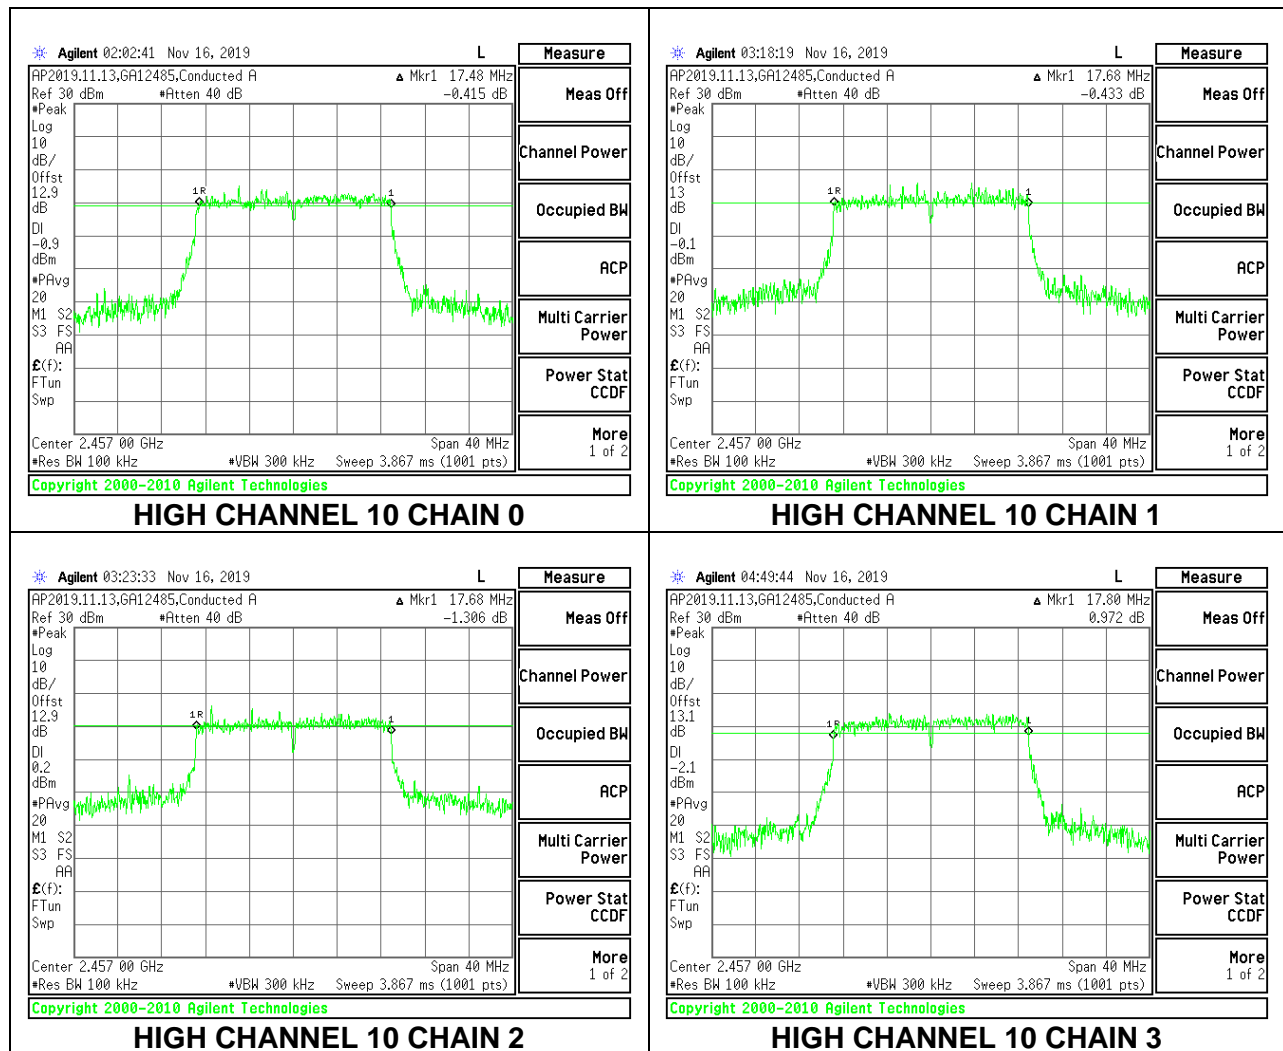 Agilent 02:02:41 Nov 16, 2019 L Measure
AP2019.11.13,GA12485,Conducted A Δ Mkr1 17.48 MHz
Ref 30 dBm #Atten 40 dB -0.415 dB
Meas Off
#Peak
Log
10
dB/
Offst
12.9
dB
DI
-0.9
dBm
#PAvg
20
M1 S2
S3 FS
AA
£(f):
FTun
Swp
1R
1
Channel Power
Occupied BW
ACP
Multi Carrier
Power
Power Stat
CCDF
More
1 of 2
Center 2.457 00 GHz Span 40 MHz
#Res BW 100 kHz #VBW 300 kHz Sweep 3.867 ms (1001 pts)
Copyright 2000-2010 Agilent Technologies
HIGH CHANNEL 10 CHAIN 0
Agilent 03:18:19 Nov 16, 2019 L Measure
AP2019.11.13,GA12485,Conducted A Δ Mkr1 17.68 MHz
Ref 30 dBm #Atten 40 dB -0.433 dB
Meas Off
#Peak
Log
10
dB/
Offst
13
dB
DI
-0.1
dBm
#PAvg
20
M1 S2
S3 FS
AA
£(f):
FTun
Swp
1R
1
Channel Power
Occupied BW
ACP
Multi Carrier
Power
Power Stat
CCDF
More
1 of 2
Center 2.457 00 GHz Span 40 MHz
#Res BW 100 kHz #VBW 300 kHz Sweep 3.867 ms (1001 pts)
Copyright 2000-2010 Agilent Technologies
HIGH CHANNEL 10 CHAIN 1
Agilent 03:23:33 Nov 16, 2019 L Measure
AP2019.11.13,GA12485,Conducted A Δ Mkr1 17.68 MHz
Ref 30 dBm #Atten 40 dB -1.306 dB
Meas Off
#Peak
Log
10
dB/
Offst
12.9
dB
DI
0.2
dBm
#PAvg
20
M1 S2
S3 FS
AA
£(f):
FTun
Swp
1R
1
Channel Power
Occupied BW
ACP
Multi Carrier
Power
Power Stat
CCDF
More
1 of 2
Center 2.457 00 GHz Span 40 MHz
#Res BW 100 kHz #VBW 300 kHz Sweep 3.867 ms (1001 pts)
Copyright 2000-2010 Agilent Technologies
HIGH CHANNEL 10 CHAIN 2
Agilent 04:49:44 Nov 16, 2019 L Measure
AP2019.11.13,GA12485,Conducted A Δ Mkr1 17.80 MHz
Ref 30 dBm #Atten 40 dB 0.972 dB
Meas Off
#Peak
Log
10
dB/
Offst
13.1
dB
DI
-2.1
dBm
#PAvg
20
M1 S2
S3 FS
AA
£(f):
FTun
Swp
1R
1
Channel Power
Occupied BW
ACP
Multi Carrier
Power
Power Stat
CCDF
More
1 of 2
Center 2.457 00 GHz Span 40 MHz
#Res BW 100 kHz #VBW 300 kHz Sweep 3.867 ms (1001 pts)
Copyright 2000-2010 Agilent Technologies
HIGH CHANNEL 10 CHAIN 3